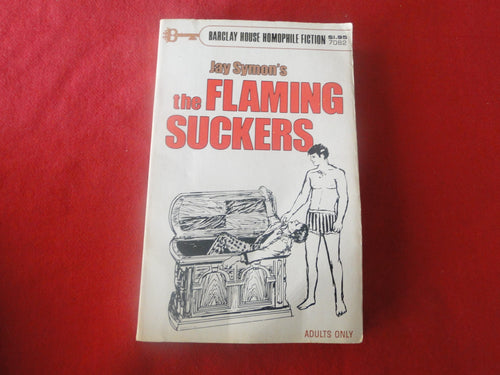 B
BARCLAY HOUSE HOMOPHILE FICTION $1.95
7082
Jay Symon's
the FLAMING
SUCKERS
ADULTS ONLY